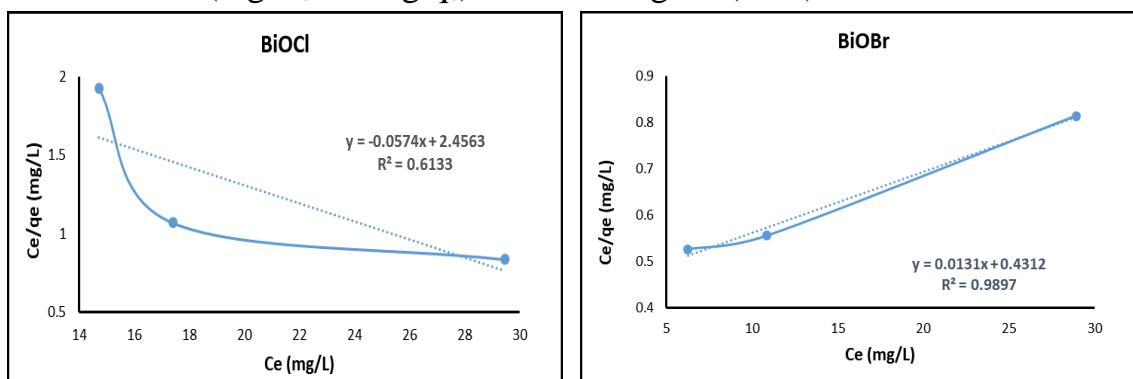 BiOCl
Ce/qe (mg/L)
2
1.5
1
0.5
y = -0.0574x + 2.4563
R² = 0.6133
14 16 18 20 22 24 26 28 30
Ce (mg/L)
BiOBr
Ce/qe (mg/L)
0.9
0.8
0.7
0.6
0.5
0.4
y = 0.0131x + 0.4312
R² = 0.9897
5 10 15 20 25 30
Ce (mg/L)